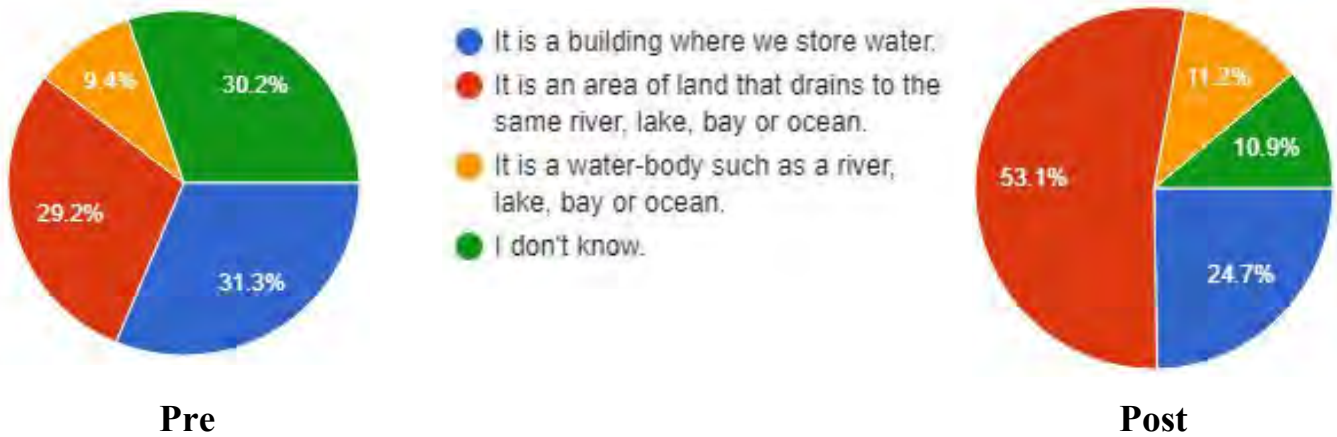 9.4%
30.2%
29.2%
31.3%
It is a building where we store water.
It is an area of land that drains to the
same river, lake, bay or ocean.
It is a water-body such as a river,
lake, bay or ocean.
I don't know.
11.2%
10.9%
53.1%
24.7%
Pre
Post